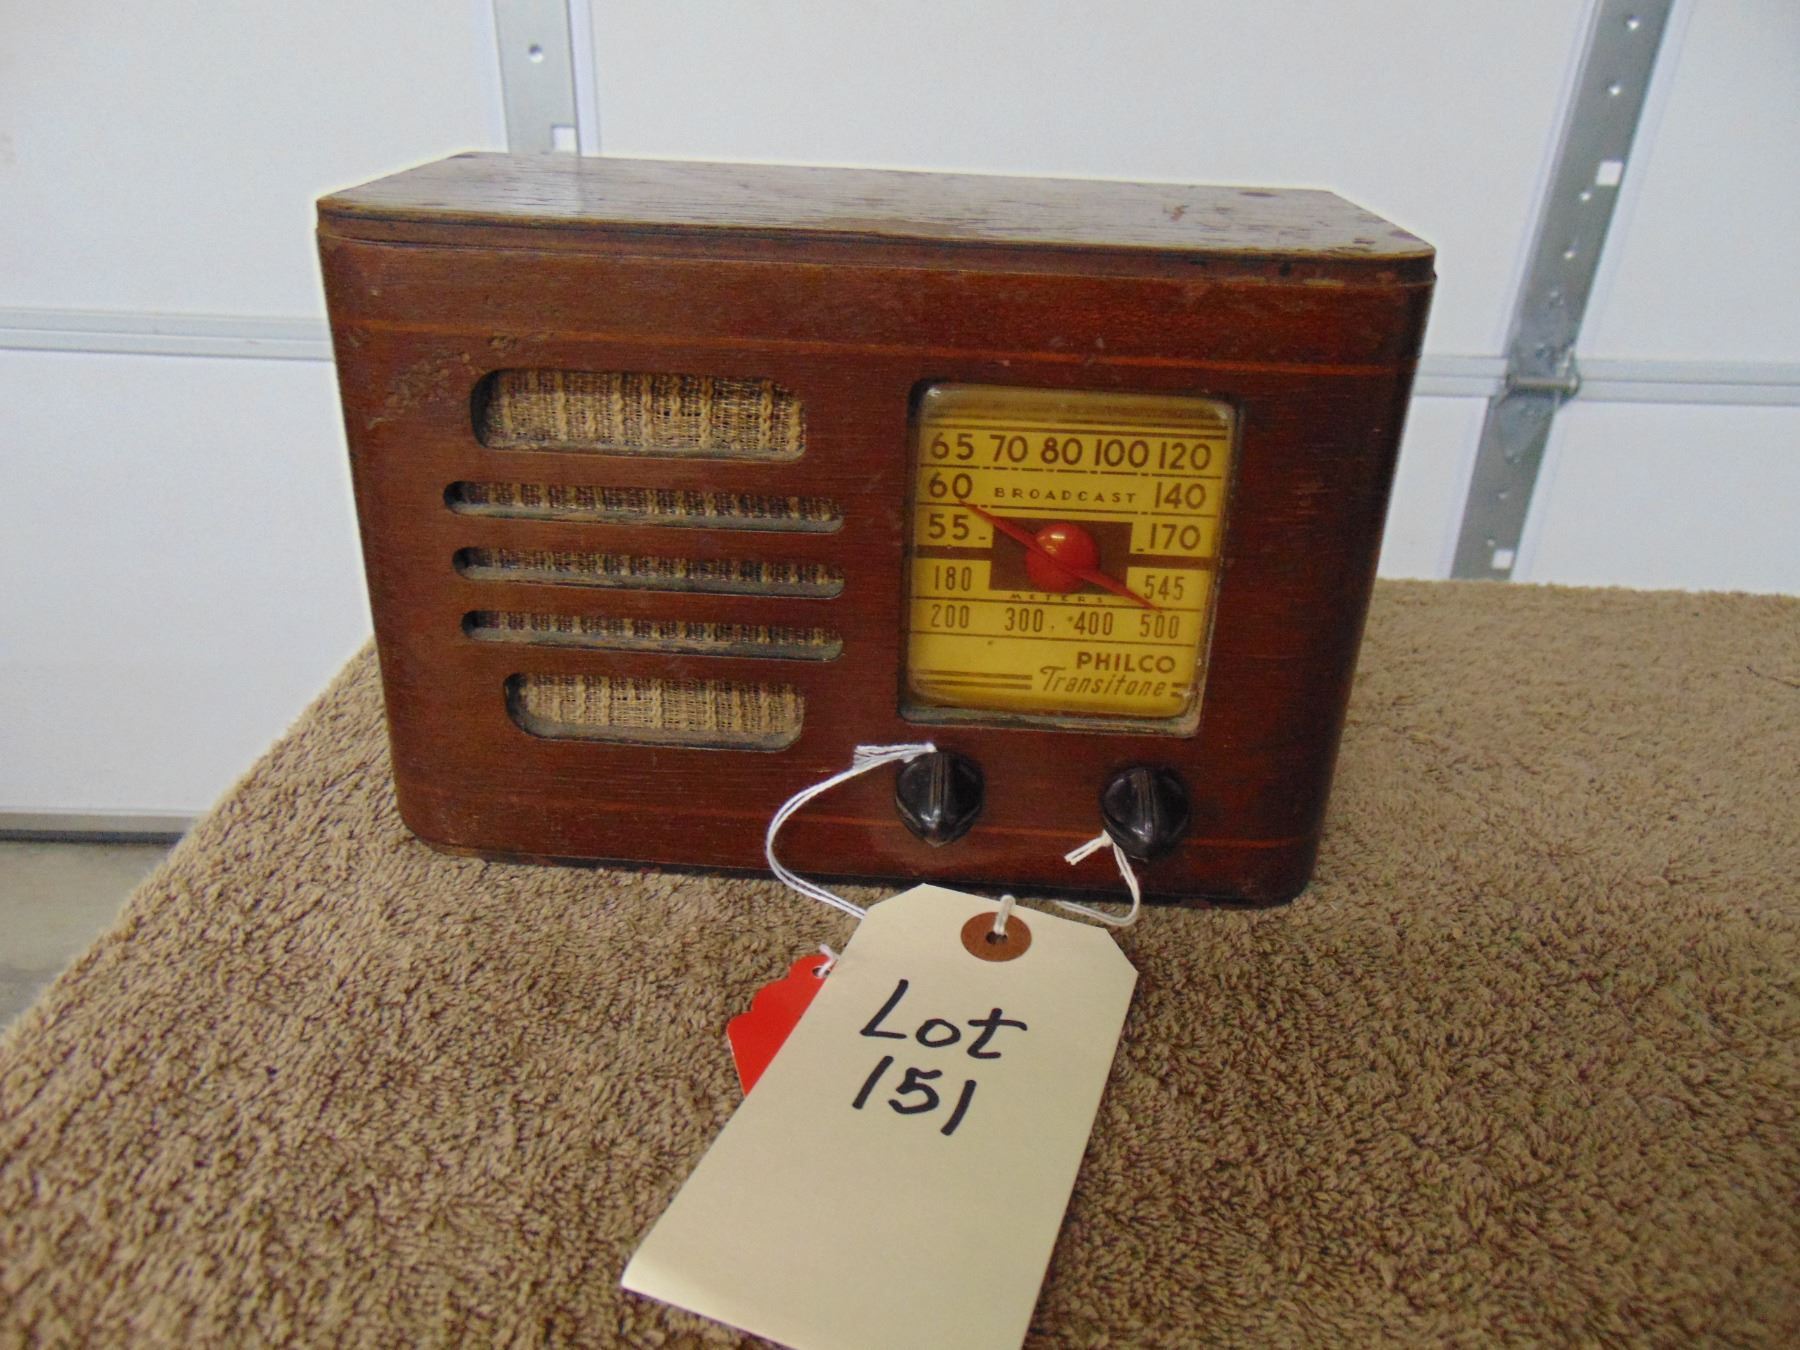 65 70 80 100 120
60 BROADCAST 140
55 170
180 METERS 545
200 300 400 500
PHILCO
Transitone
Lot
151